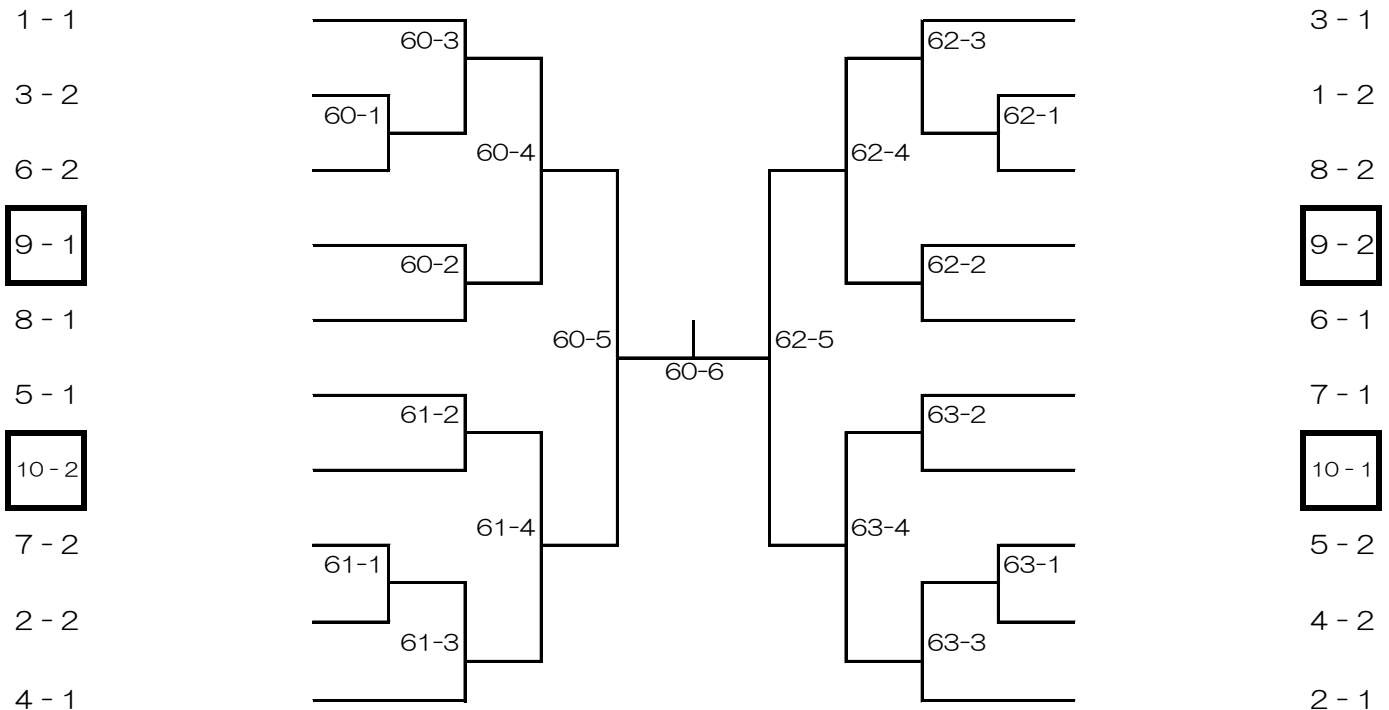 1 - 1 3 - 1
60-3 62-3
3 - 2 1 - 2
60-1 62-1
60-4 62-4
6 - 2 8 - 2
9 - 1 9 - 2
60-2 62-2
8 - 1 6 - 1
60-5 62-5
60-6
5 - 1 7 - 1
61-2 63-2
10 - 2 10 - 1
61-4 63-4
7 - 2 5 - 2
61-1 63-1
2 - 2 4 - 2
61-3 63-3
4 - 1 2 - 1